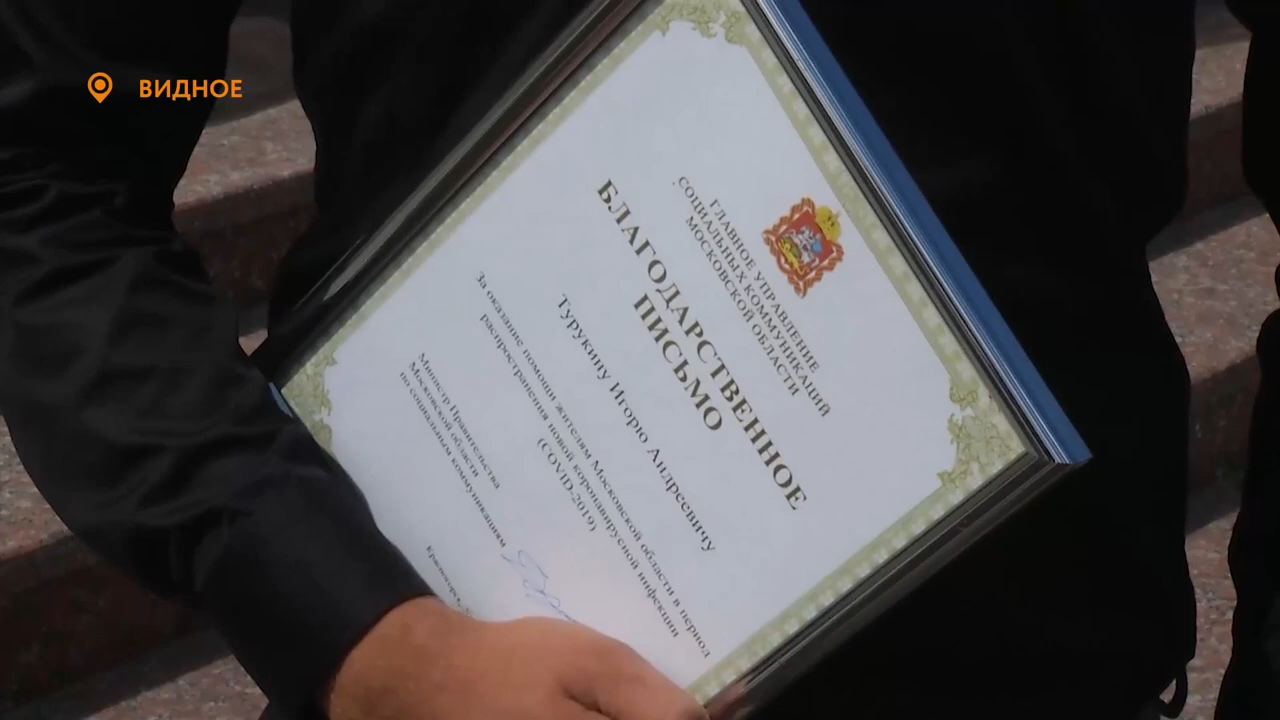 ВИДНОЕ
ГЛАВНОЕ УПРАВЛЕНИЕ
СОЦИАЛЬНЫХ КОММУНИКАЦИЙ
МОСКОВСКОЙ ОБЛАСТИ
БЛАГОДАРСТВЕННОЕ
ПИСЬМО
Турукину Игорю Андреевичу
За оказание помощи жителям Московской области в период
распространения новой коронавирусной инфекции
(COVID-2019)
Министр Правительства
Московской области
по социальным коммуникациям
Красногорск,